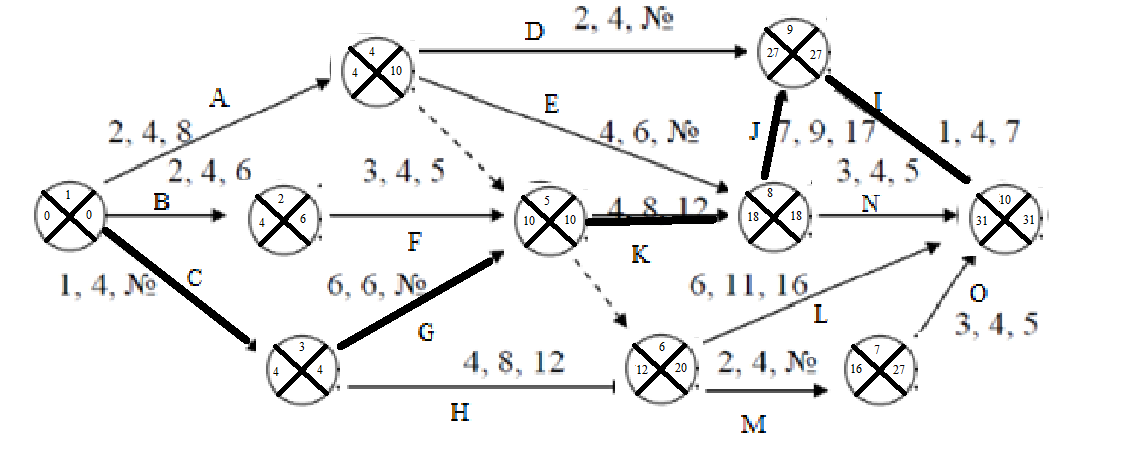 D 2, 4, №
9
27 27
4
4 10
A
E
I
2, 4, 8
4, 6, №
J 7, 9, 17
1, 4, 7
2, 4, 6
3, 4, 5
3, 4, 5
1
0 0
B
2
4 6
F
5
10 10
4, 8, 12
K
8
18 18
N
10
31 31
1, 4, №
C
6, 6, №
G
6, 11, 16
L
O
3, 4, 5
3
4 4
4, 8, 12
H
6
12 20
2, 4, №
M
7
16 27